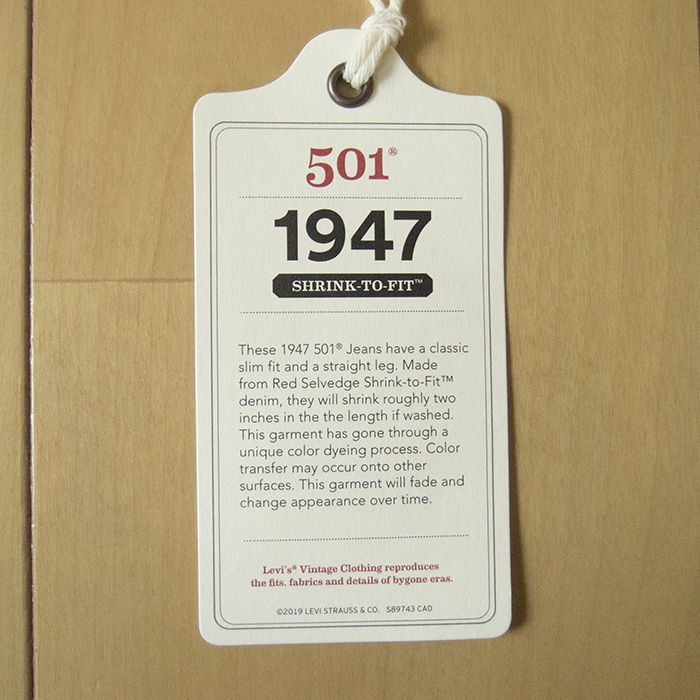 501®
1947
SHRINK-TO-FIT™
These 1947 501® Jeans have a classic
slim fit and a straight leg. Made
from Red Selvedge Shrink-to-Fit™
denim, they will shrink roughly two
inches in the the length if washed.
This garment has gone through a
unique color dyeing process. Color
transfer may occur onto other
surfaces. This garment will fade and
change appearance over time.
Levi's® Vintage Clothing reproduces
the fits, fabrics and details of bygone eras.
©2019 LEVI STRAUSS & CO. S89743 CAD